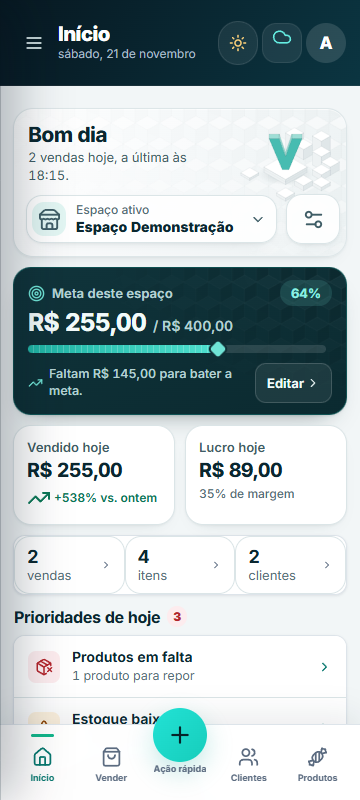 Início
sábado, 21 de novembro
A
Bom dia
2 vendas hoje, a última às
18:15.
Espaço ativo
Espaço Demonstração
Meta deste espaço
64%
R$ 255,00 / R$ 400,00
Faltam R$ 145,00 para bater a
meta.
Editar
Vendido hoje
R$ 255,00
+538% vs. ontem
Lucro hoje
R$ 89,00
35% de margem
2
vendas
4
itens
2
clientes
Prioridades de hoje 3
Produtos em falta
1 produto para repor
Estoque baixo
Início
Vender
Ação rápida
Clientes
Produtos